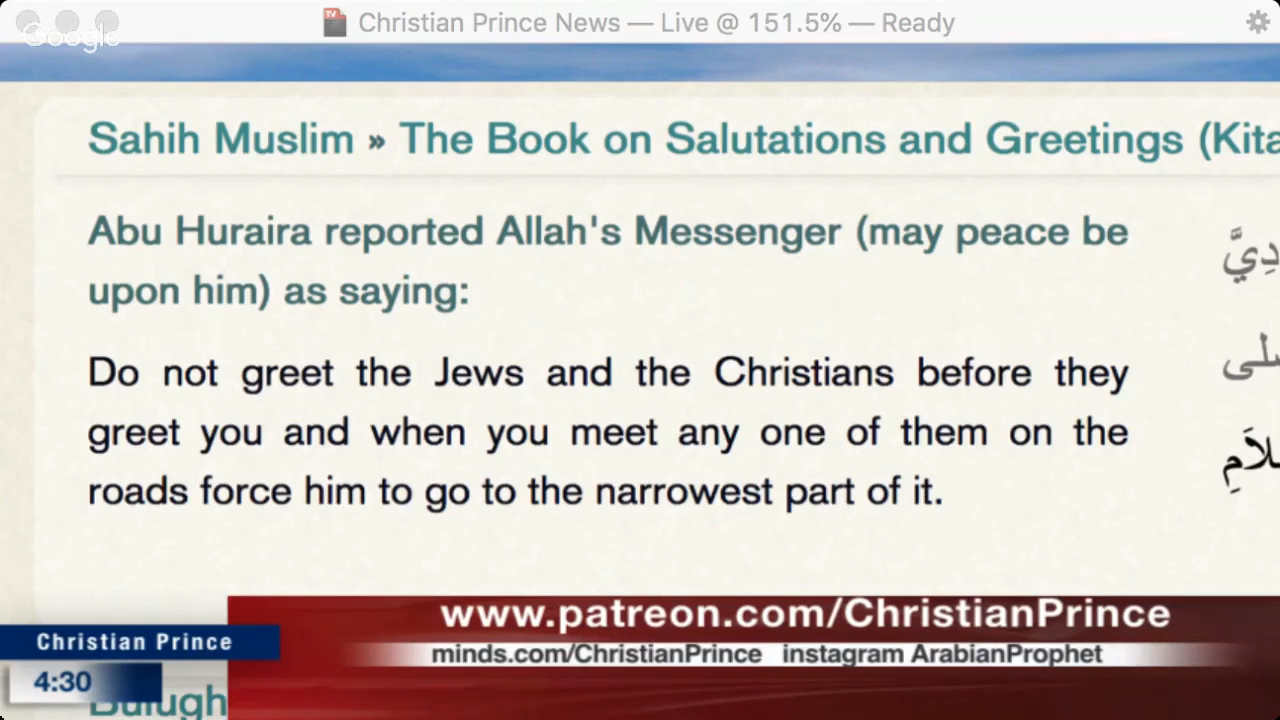 Christian Prince News — Live @ 151.5% — Ready
Google
Sahih Muslim » The Book on Salutations and Greetings (Kita
Abu Huraira reported Allah's Messenger (may peace be
upon him) as saying:
Do not greet the Jews and the Christians before they
greet you and when you meet any one of them on the
roads force him to go to the narrowest part of it.
www.patreon.com/ChristianPrince
Christian Prince
minds.com/ChristianPrince instagram ArabianProphet
4:30
Bulugh